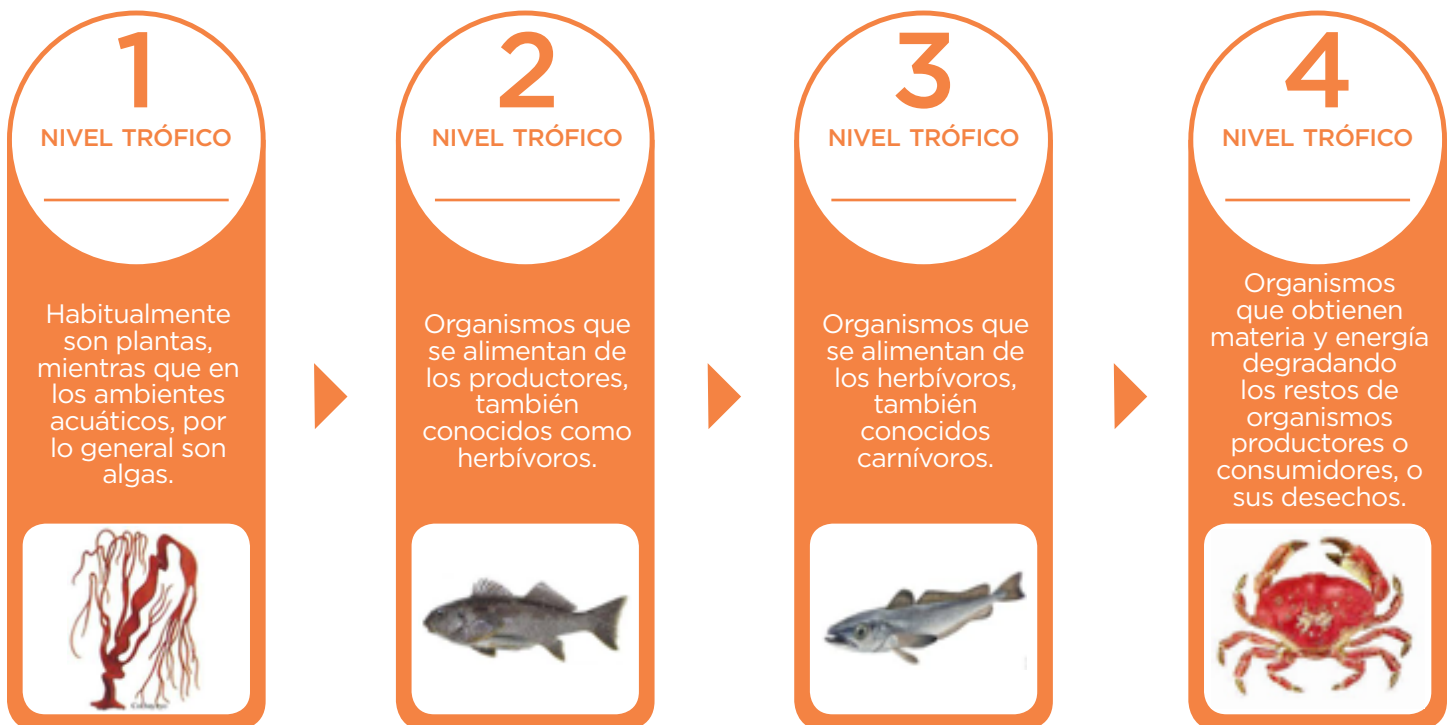 1
NIVEL TRÓFICO
Habitualmente
son plantas,
mientras que en
los ambientes
acuáticos, por
lo general son
algas.
2
NIVEL TRÓFICO
Organismos que
se alimentan de
los productores,
también
conocidos como
herbívoros.
3
NIVEL TRÓFICO
Organismos que
se alimentan de
los herbívoros,
también
conocidos
carnívoros.
4
NIVEL TRÓFICO
Organismos
que obtienen
materia y energía
degradando
los restos de
organismos
productores o
consumidores, o
sus desechos.